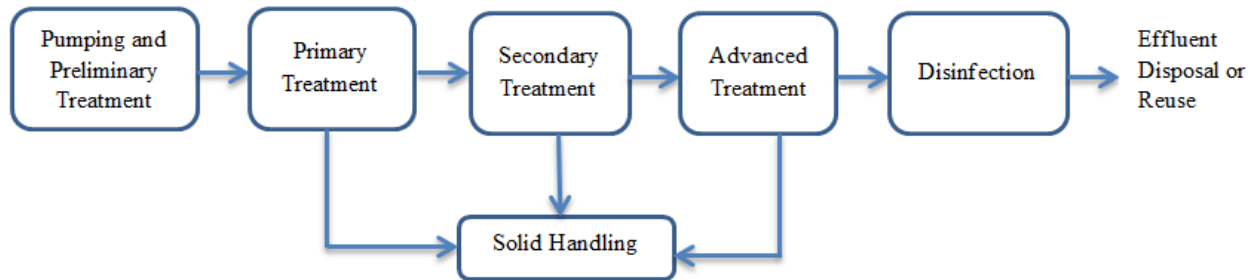 Pumping and
Preliminary
Treatment
Primary
Treatment
Secondary
Treatment
Advanced
Treatment
Disinfection
Effluent
Disposal or
Reuse
Solid Handling